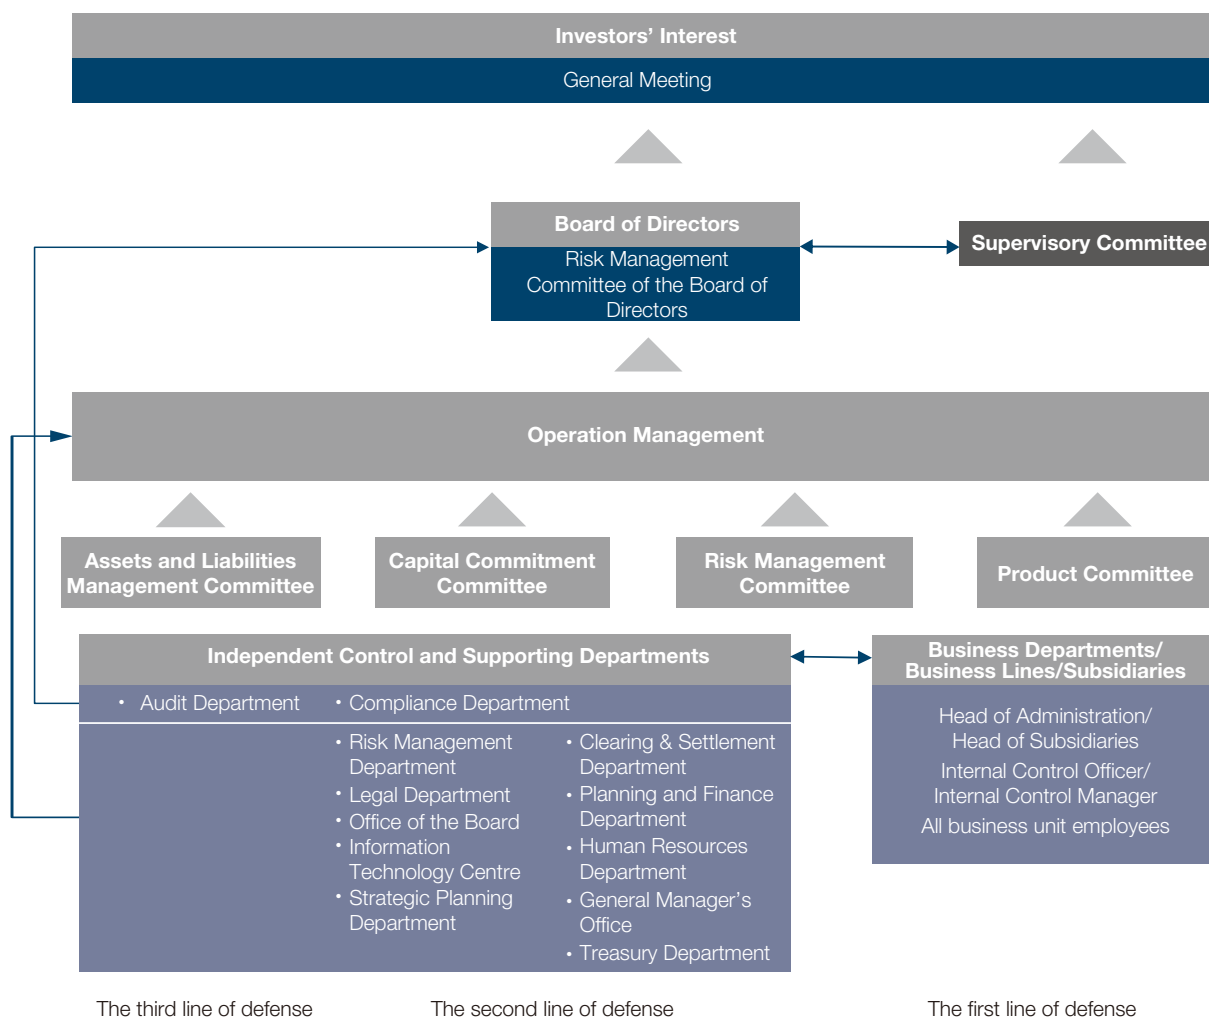 Investors’ Interest
General Meeting
Board of Directors
Risk Management
Committee of the Board of
Directors
Supervisory Committee
Operation Management
Assets and Liabilities
Management Committee
Capital Commitment
Committee
Risk Management
Committee
Product Committee
Independent Control and Supporting Departments
• Audit Department
• Compliance Department
• Risk Management
Department
• Legal Department
• Office of the Board
• Information
Technology Centre
• Strategic Planning
Department
• Clearing & Settlement
Department
• Planning and Finance
Department
• Human Resources
Department
• General Manager’s
Office
• Treasury Department
Business Departments/
Business Lines/Subsidiaries
Head of Administration/
Head of Subsidiaries
Internal Control Officer/
Internal Control Manager
All business unit employees
The third line of defense
The second line of defense
The first line of defense